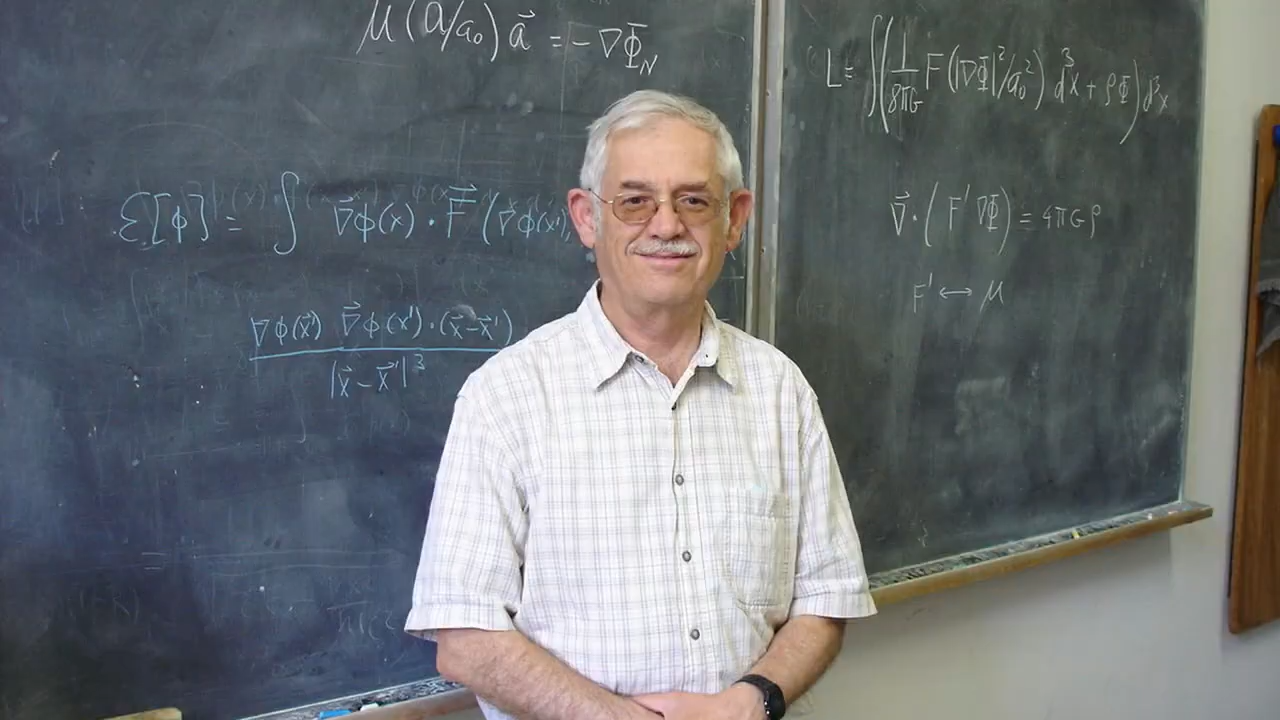 μ(a/a₀) a⃗ = -∇Φ_N
ε[φ] = ∫ ∇⃗φ(x) · F⃗ (∇⃗φ(x'),
∇⃗φ(x⃗) ∇⃗φ(x')·(x⃗-x⃗')
|x⃗-x⃗'|³
L = ∫(1/8πG F(|∇Φ⃗|²/a₀²) d³x + ρΦ) d³x
∇⃗·(F' ∇Φ) = 4πGρ
F' ↔ μ